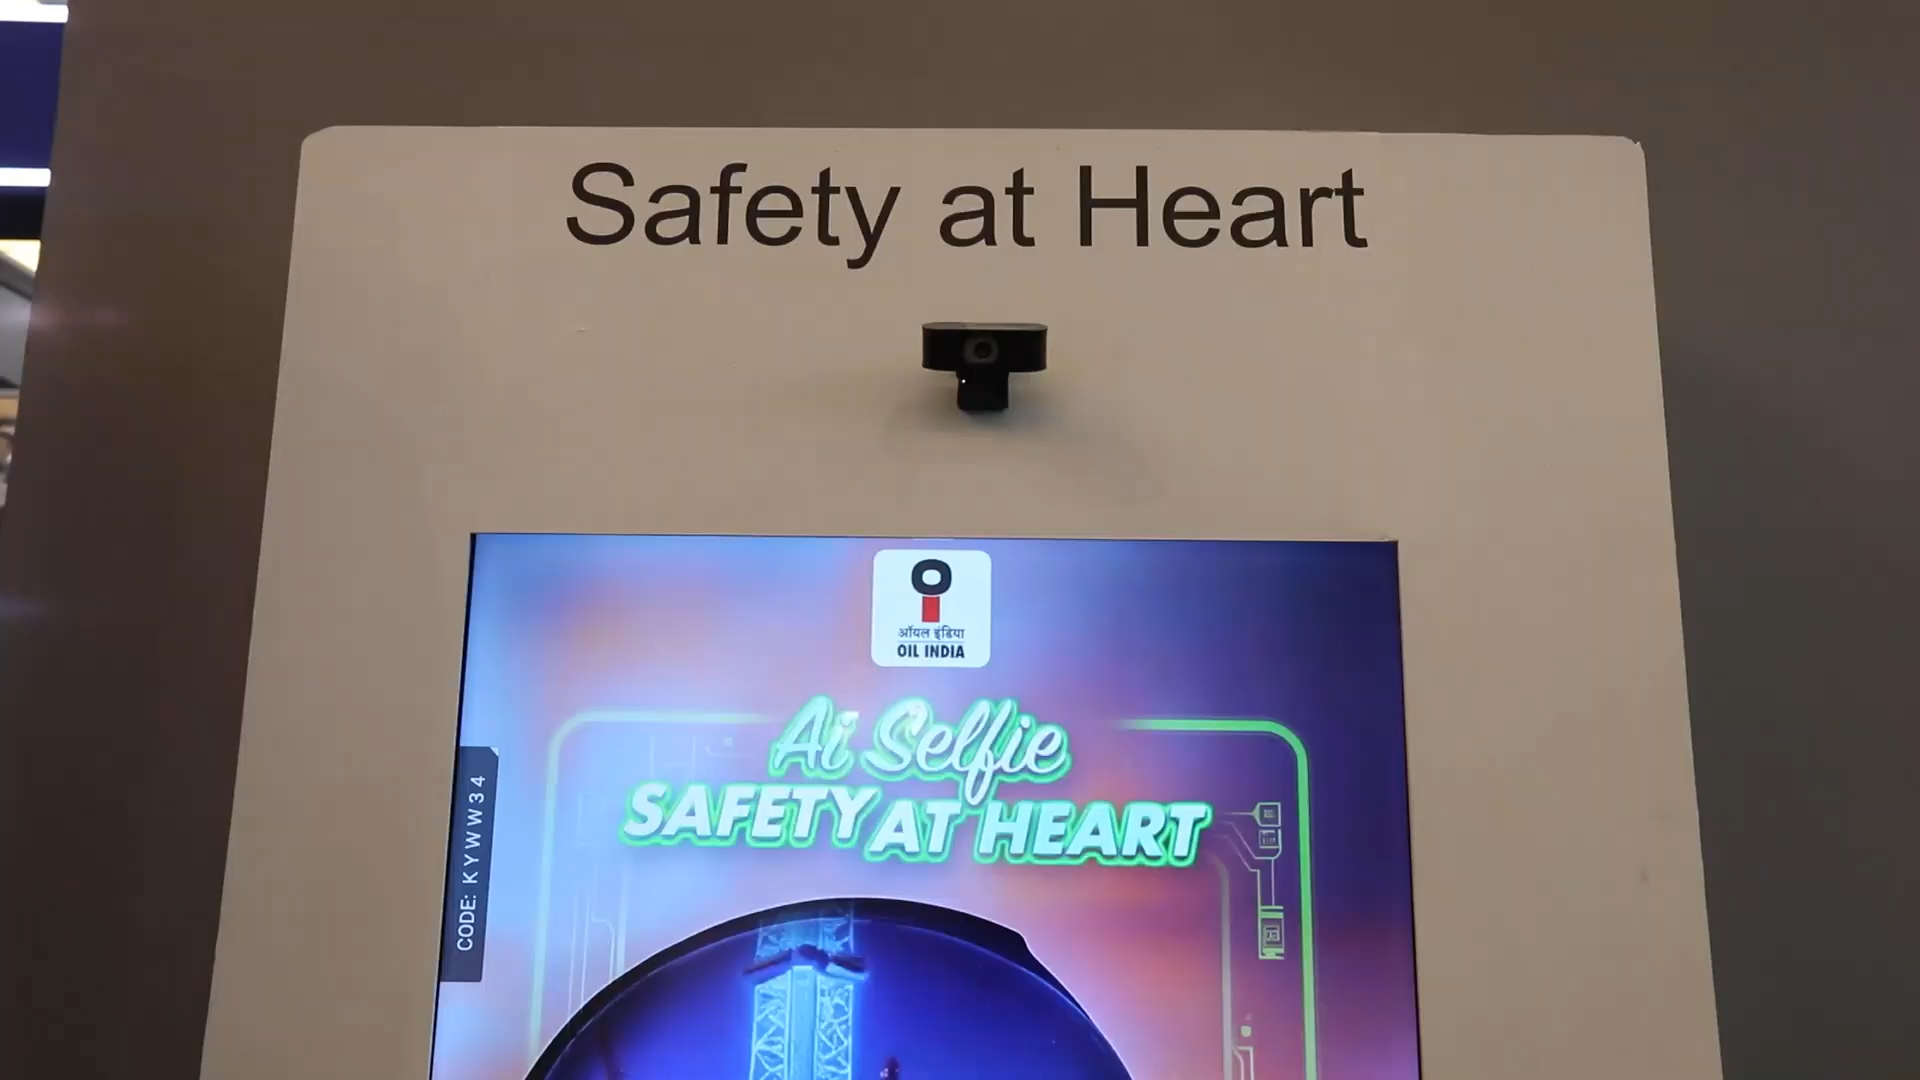 Safety at Heart
ऑयल इंडिया
OIL INDIA
Ai Selfie
SAFETY AT HEART
CODE: KYWW34